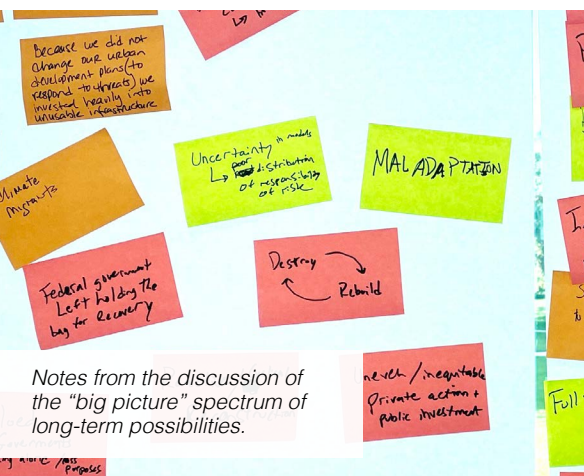 Because we did not
change our urban
development plans (to
respond to threats) we
invested heavily into
unusable infrastructure
Climate
Migrants
Uncertainty in models
↳ poor distribution
of responsibility
of risk
MALADAPTATION
Federal government
Left holding the
bag for Recovery
Destroy
Rebuild
uneven / inequitable
private action +
public investment
Full
Notes from the discussion of
the “big picture” spectrum of
long-term possibilities.
purposes